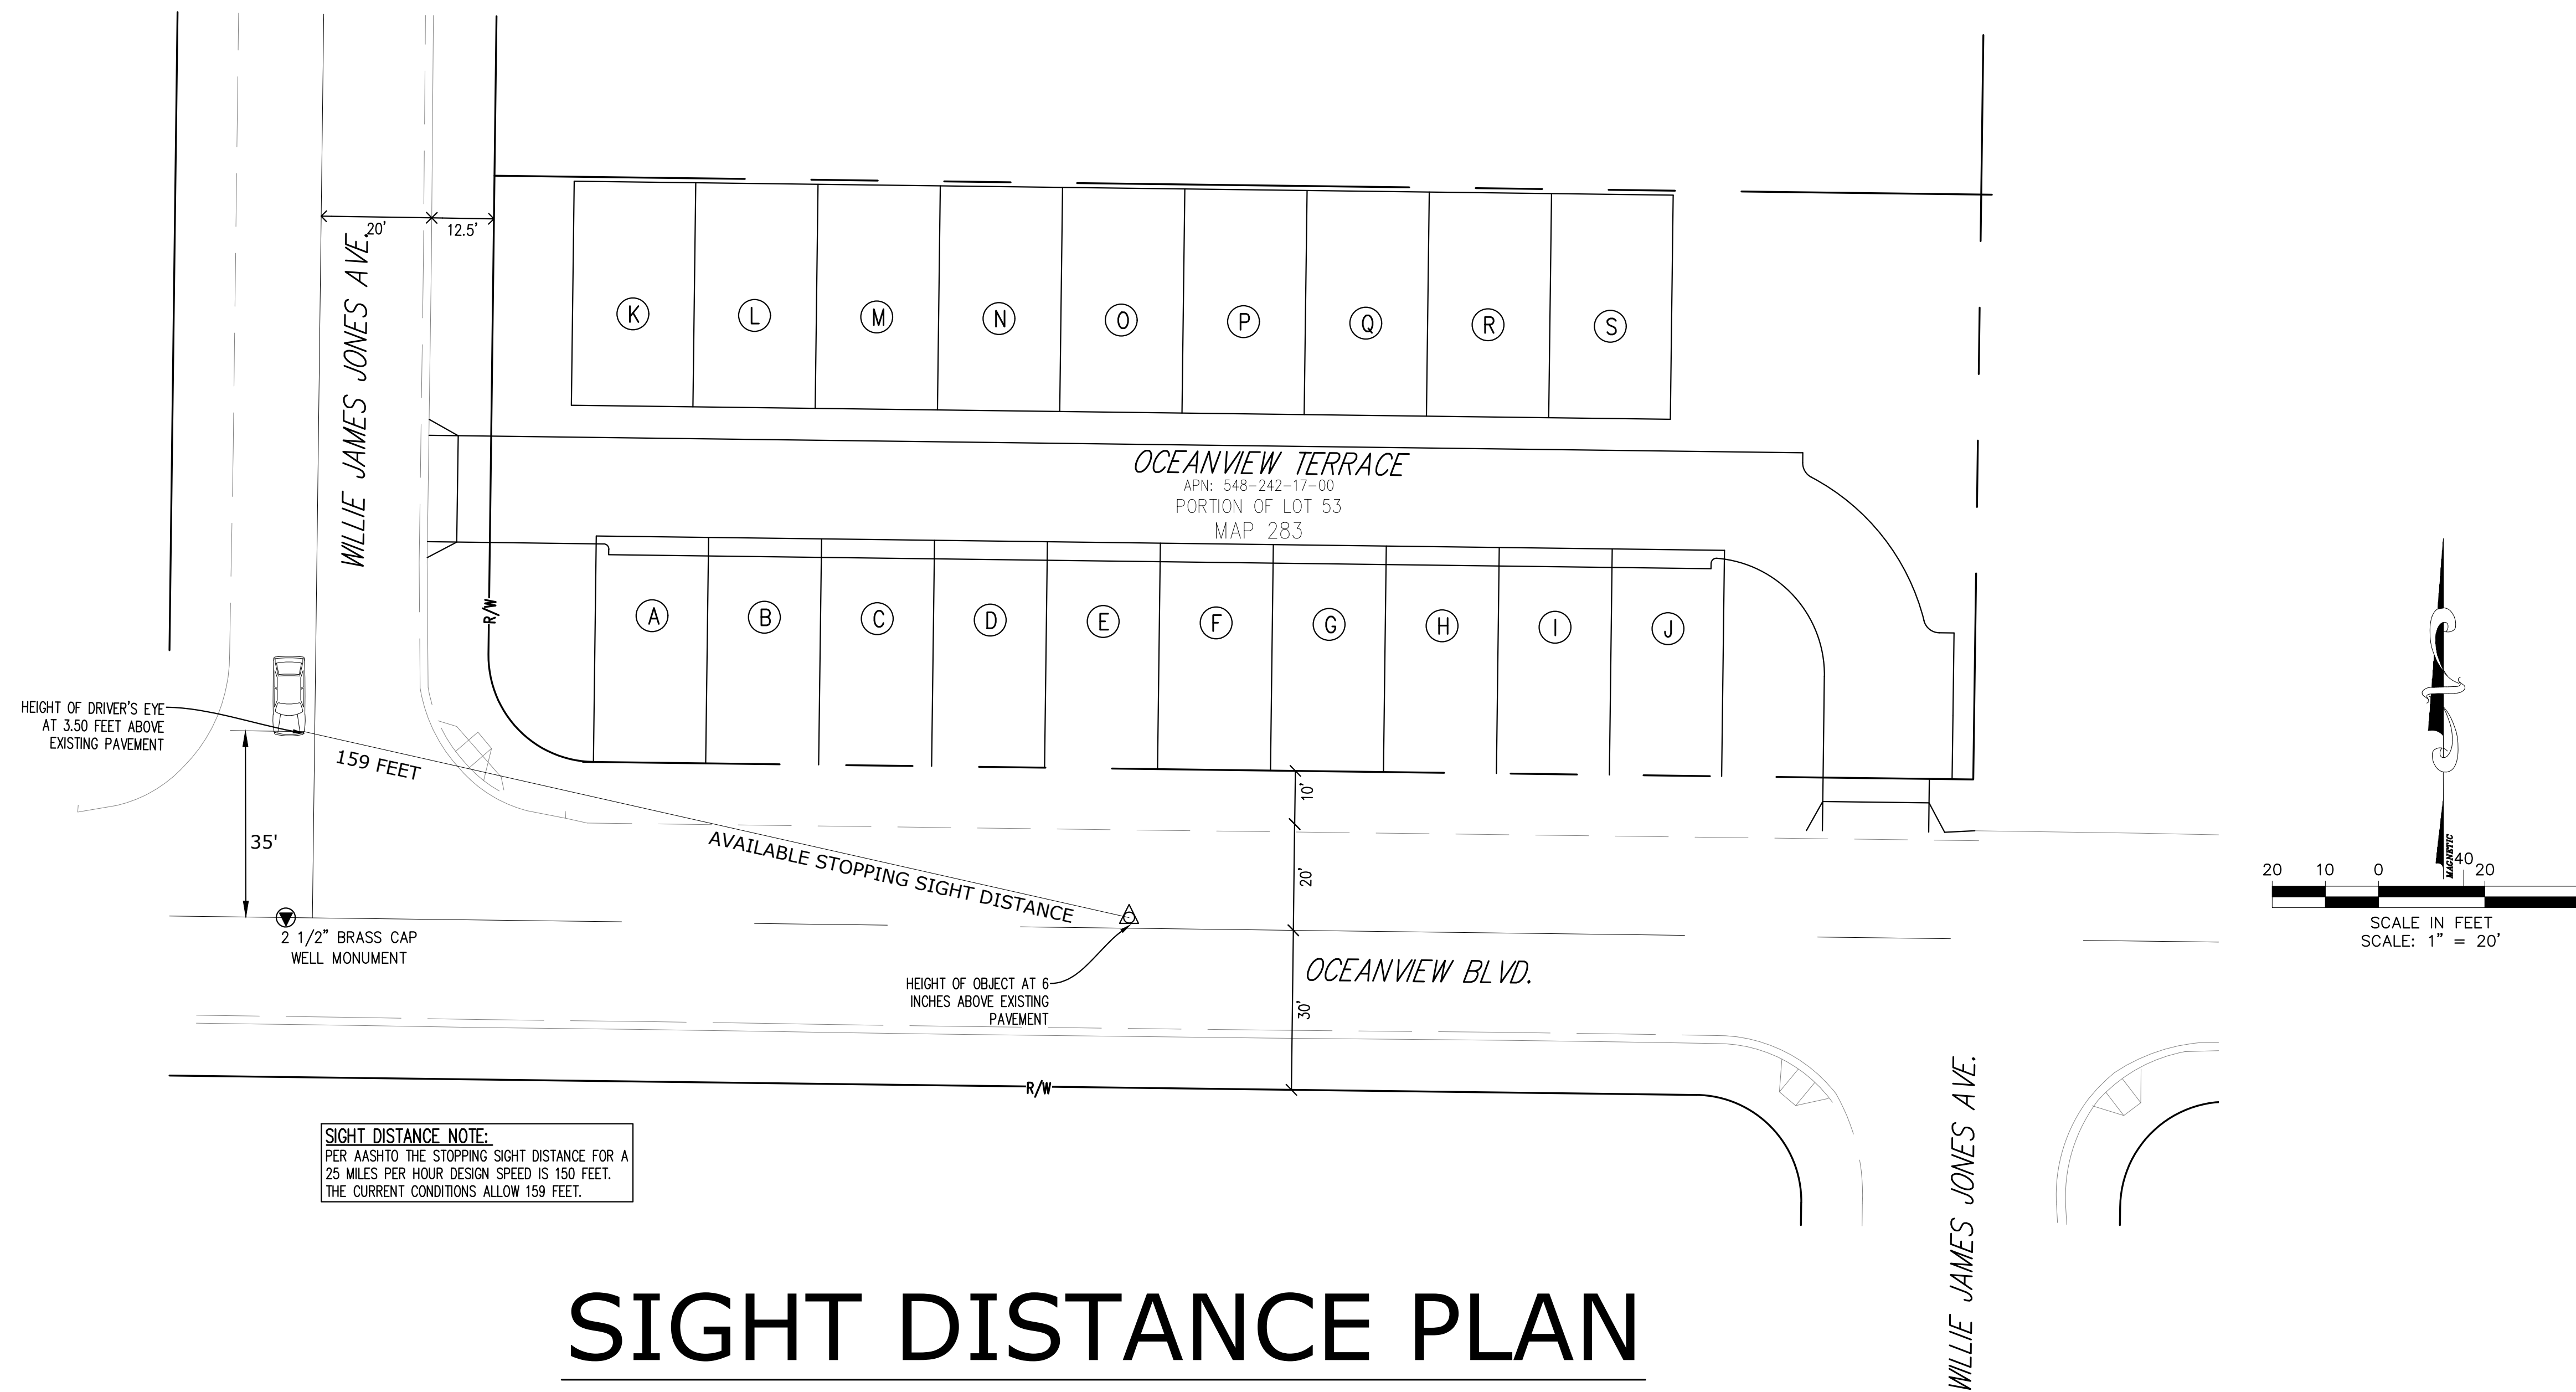 20'
12.5'
WILLIE JAMES JONES AVE.
K
L
M
N
O
P
Q
R
S
OCEANVIEW TERRACE
APN: 548-242-17-00
PORTION OF LOT 53
MAP 283
R/W
A
B
C
D
E
F
G
H
I
J
HEIGHT OF DRIVER'S EYE
AT 3.50 FEET ABOVE
EXISTING PAVEMENT
159 FEET
AVAILABLE STOPPING SIGHT DISTANCE
35'
10'
20'
30'
2 1/2" BRASS CAP
WELL MONUMENT
HEIGHT OF OBJECT AT 6
INCHES ABOVE EXISTING
PAVEMENT
OCEANVIEW BLVD.
R/W
WILLIE JAMES JONES AVE.
MAGNETIC
20 10 0 20 40
SCALE IN FEET
SCALE: 1" = 20'
SIGHT DISTANCE NOTE:
PER AASHTO THE STOPPING SIGHT DISTANCE FOR A
25 MILES PER HOUR DESIGN SPEED IS 150 FEET.
THE CURRENT CONDITIONS ALLOW 159 FEET.
SIGHT DISTANCE PLAN